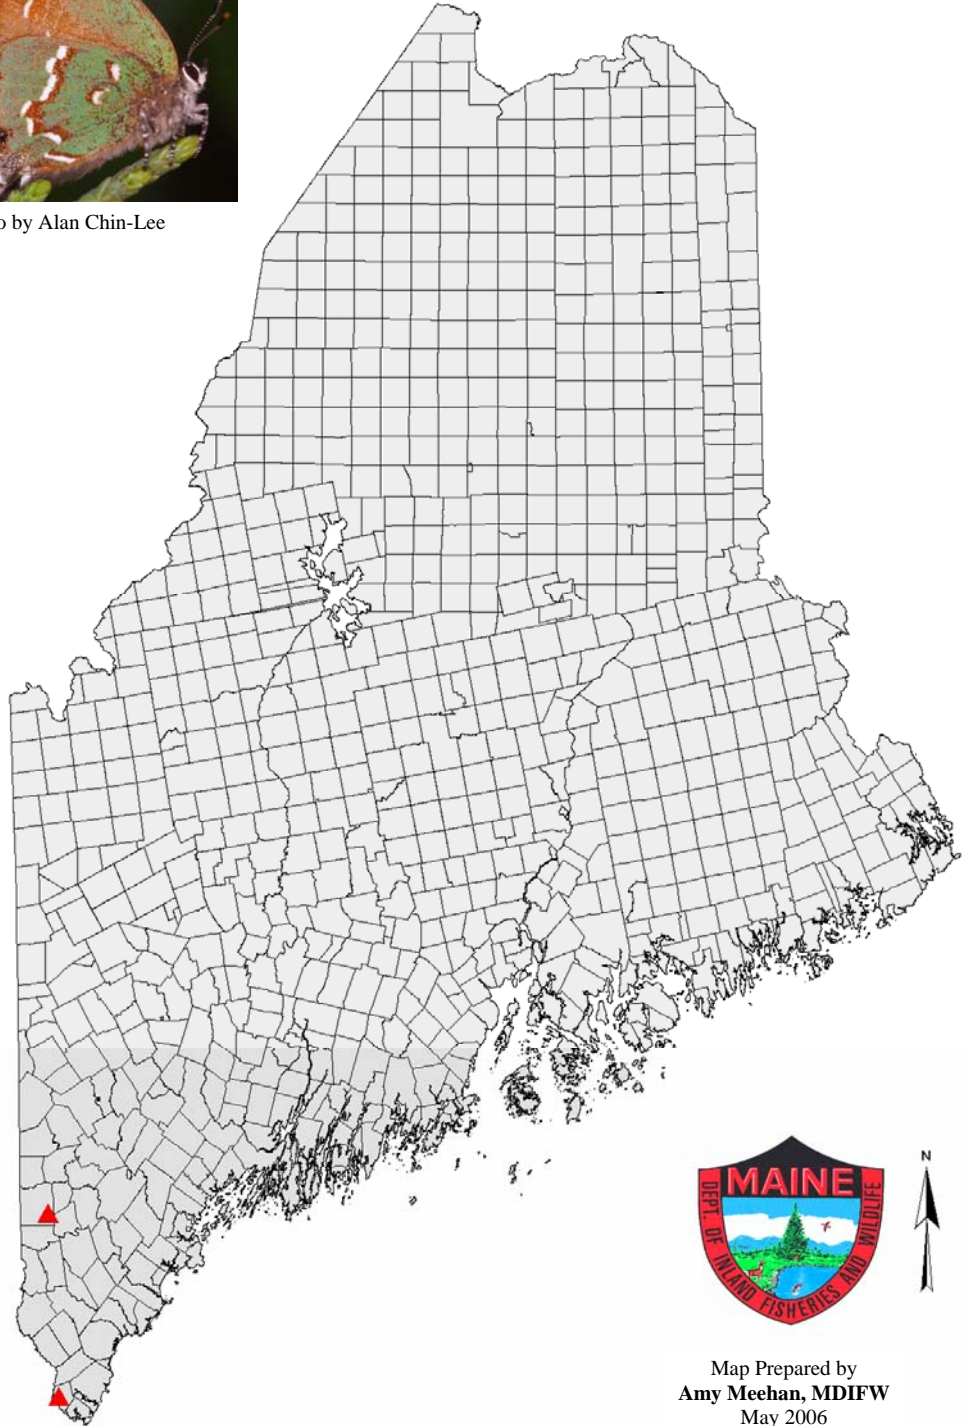 o by Alan Chin-Lee
MAINE
DEPT. OF INLAND FISHERIES AND WILDLIFE
N
Map Prepared by
Amy Meehan, MDIFW
May 2006